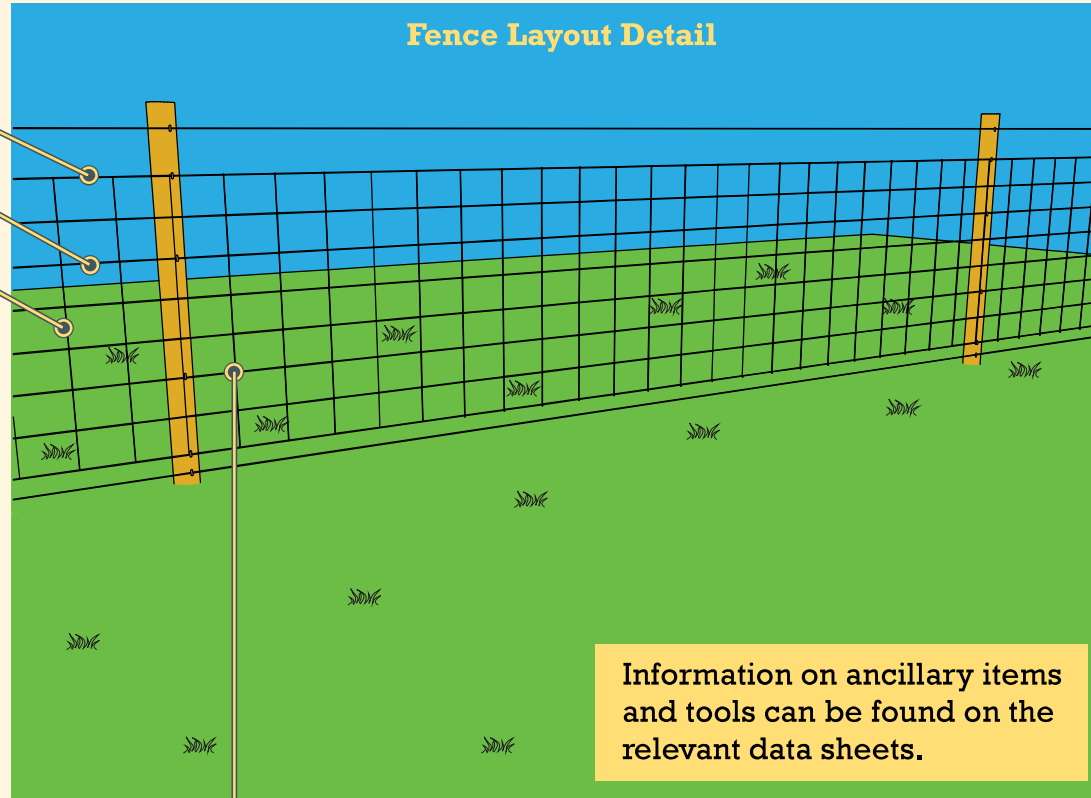 Fence Layout Detail
Information on ancillary items
and tools can be found on the
relevant data sheets.